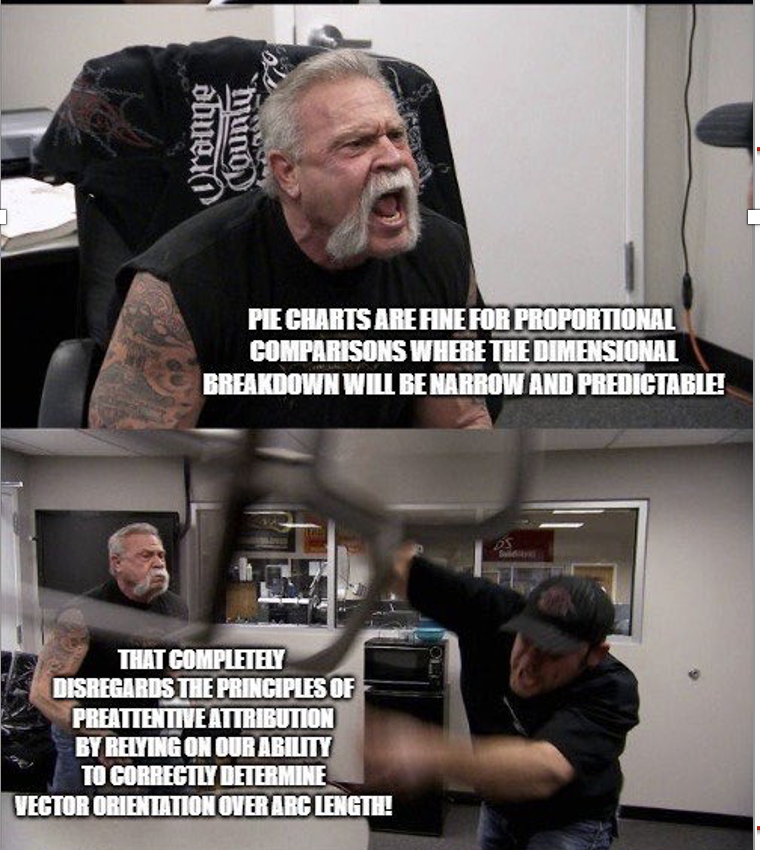 Orange
County
PIE CHARTS ARE FINE FOR PROPORTIONAL
COMPARISONS WHERE THE DIMENSIONAL
BREAKDOWN WILL BE NARROW AND PREDICTABLE!
THAT COMPLETELY
DISREGARDS THE PRINCIPLES OF
PREATTENTIVE ATTRIBUTION
BY RELYING ON OUR ABILITY
TO CORRECTLY DETERMINE
VECTOR ORIENTATION OVER ARC LENGTH!